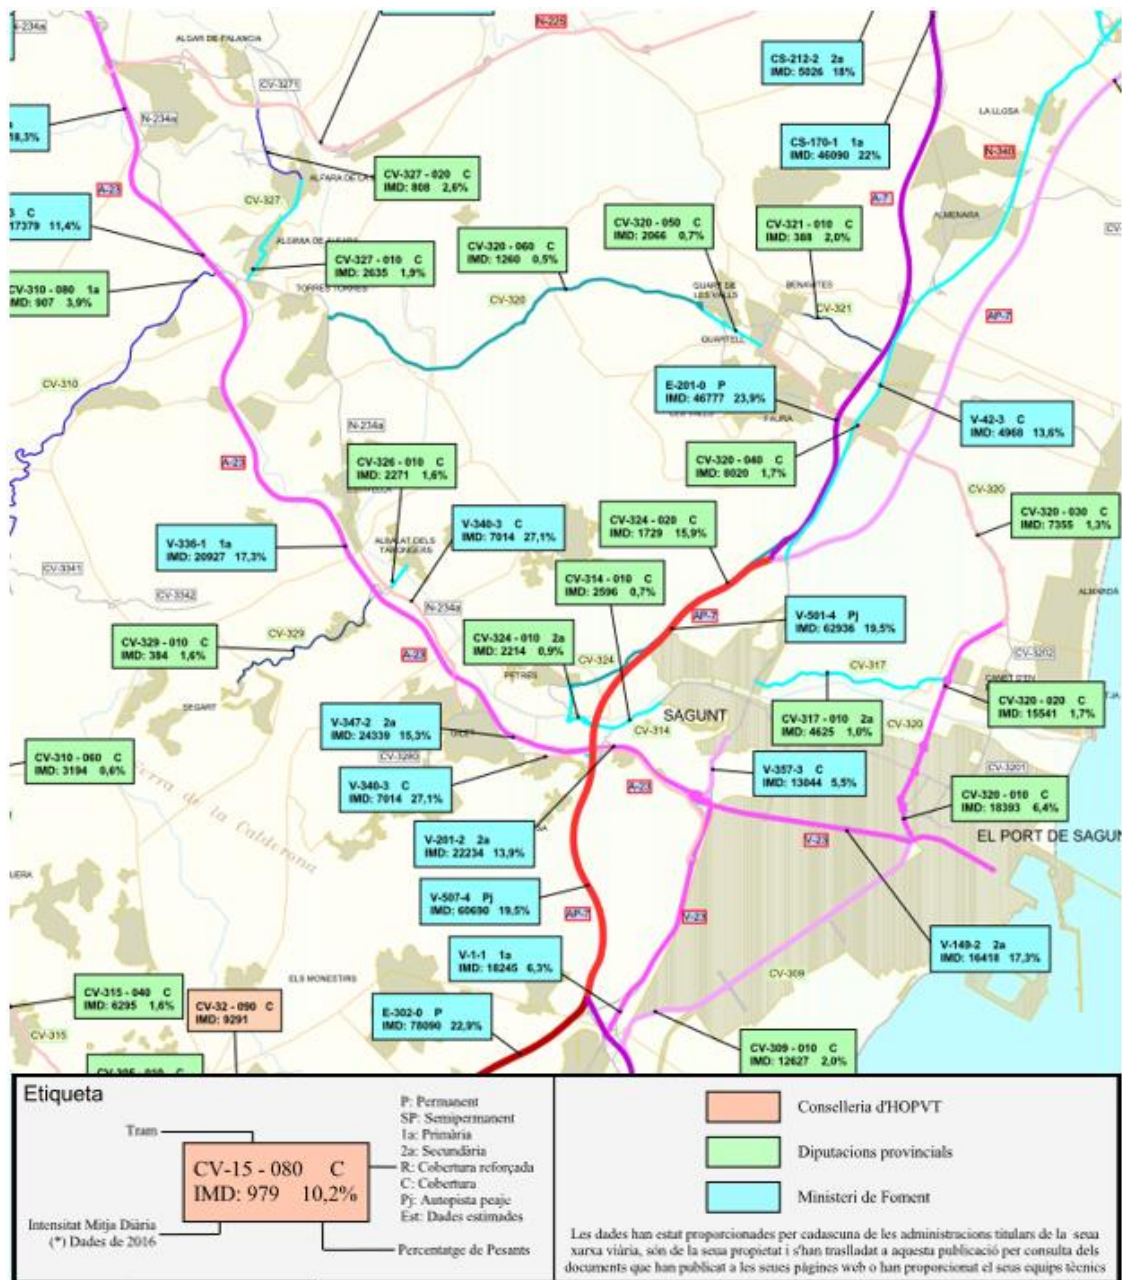 N-234a
ALGAR DE PALANCIA
N-225
CS-212-2 2a
IMD: 5026 18%
CV-3271
LA LLOSA
N-234a
18,3%
CS-170-1 1a
IMD: 46090 22%
N-340
A-23
ALFARA DE LA
CV-327 - 020 C
IMD: 808 2,6%
CV-327
A-7
3 C
17379 11,4%
CV-320 - 050 C
IMD: 2066 0,7%
CV-321 - 010 C
IMD: 388 2,0%
ALMENARA
CV-320 - 060 C
IMD: 1260 0,5%
CV-327 - 010 C
IMD: 2635 1,9%
CV-310 - 080 1a
IMD: 907 3,9%
TORRES TORRES
CV-320
QUART DE
LES VALLS
BENAVITES
CV-321
AP-7
QUARTELL
CV-310
E-201-0 P
IMD: 46777 23,9%
FAURA
V-42-3 C
IMD: 4968 13,6%
N-234a
A-23
CV-326 - 010 C
IMD: 2271 1,6%
CV-320 - 040 C
IMD: 8020 1,7%
CV-320
CV-320 - 030 C
IMD: 7355 1,3%
V-336-1 1a
IMD: 20927 17,3%
ALBALAT DELS
TARONGERS
V-340-3 C
IMD: 7014 27,1%
CV-324 - 020 C
IMD: 1729 15,9%
CV-3341
CV-3342
CV-314 - 010 C
IMD: 2596 0,7%
ALMARDÀ
N-234a
AP-7
V-501-4 Pj
IMD: 62936 19,5%
CV-329 - 010 C
IMD: 384 1,6%
CV-329
CV-324 - 010 2a
IMD: 2214 0,9%
A-23
CV-324
CV-317
CV-3202
PETRES
CANET D'EN
SEGART
CV-320 - 020 C
IMD: 15541 1,7%
V-347-2 2a
IMD: 24339 15,3%
SAGUNT
CV-314
CV-317 - 010 2a
IMD: 4625 1,0%
CV-320
CV-310 - 060 C
IMD: 3194 0,6%
Serra de la Calderona
CV-3280
V-340-3 C
IMD: 7014 27,1%
A-23
V-357-3 C
IMD: 13044 5,5%
CV-3201
CV-320 - 010 C
IMD: 18393 6,4%
V-201-2 2a
IMD: 22234 13,9%
V-23
EL PORT DE SAGUN
V-507-4 Pj
IMD: 60690 19,5%
AP-7
V-23
V-1-1 1a
IMD: 18245 6,3%
V-149-2 2a
IMD: 16418 17,3%
ELS MONESTIRS
CV-309
CV-315 - 040 C
IMD: 6295 1,6%
CV-32 - 090 C
IMD: 9291
E-302-0 P
IMD: 78090 22,9%
CV-315
CV-309 - 010 C
IMD: 12627 2,0%
Etiqueta
Tram
CV-15 - 080 C
IMD: 979 10,2%
Intensitat Mitja Diària
(*) Dades de 2016
P: Permanent
SP: Semipermanent
1a: Primària
2a: Secundària
R: Cobertura reforçada
C: Cobertura
Pj: Autopista peaje
Est: Dades estimades
Percentatge de Pesants
Conselleria d'HOPVT
Diputacions provincials
Ministeri de Foment
Les dades han estat proporcionades per cadascuna de les administracions titulars de la seua
xarxa viària, són de la seua propietat i s'han traslladat a aquesta publicació per consulta dels
documents que han publicat a les seues pàgines web o han proporcionat el seus equips tècnics